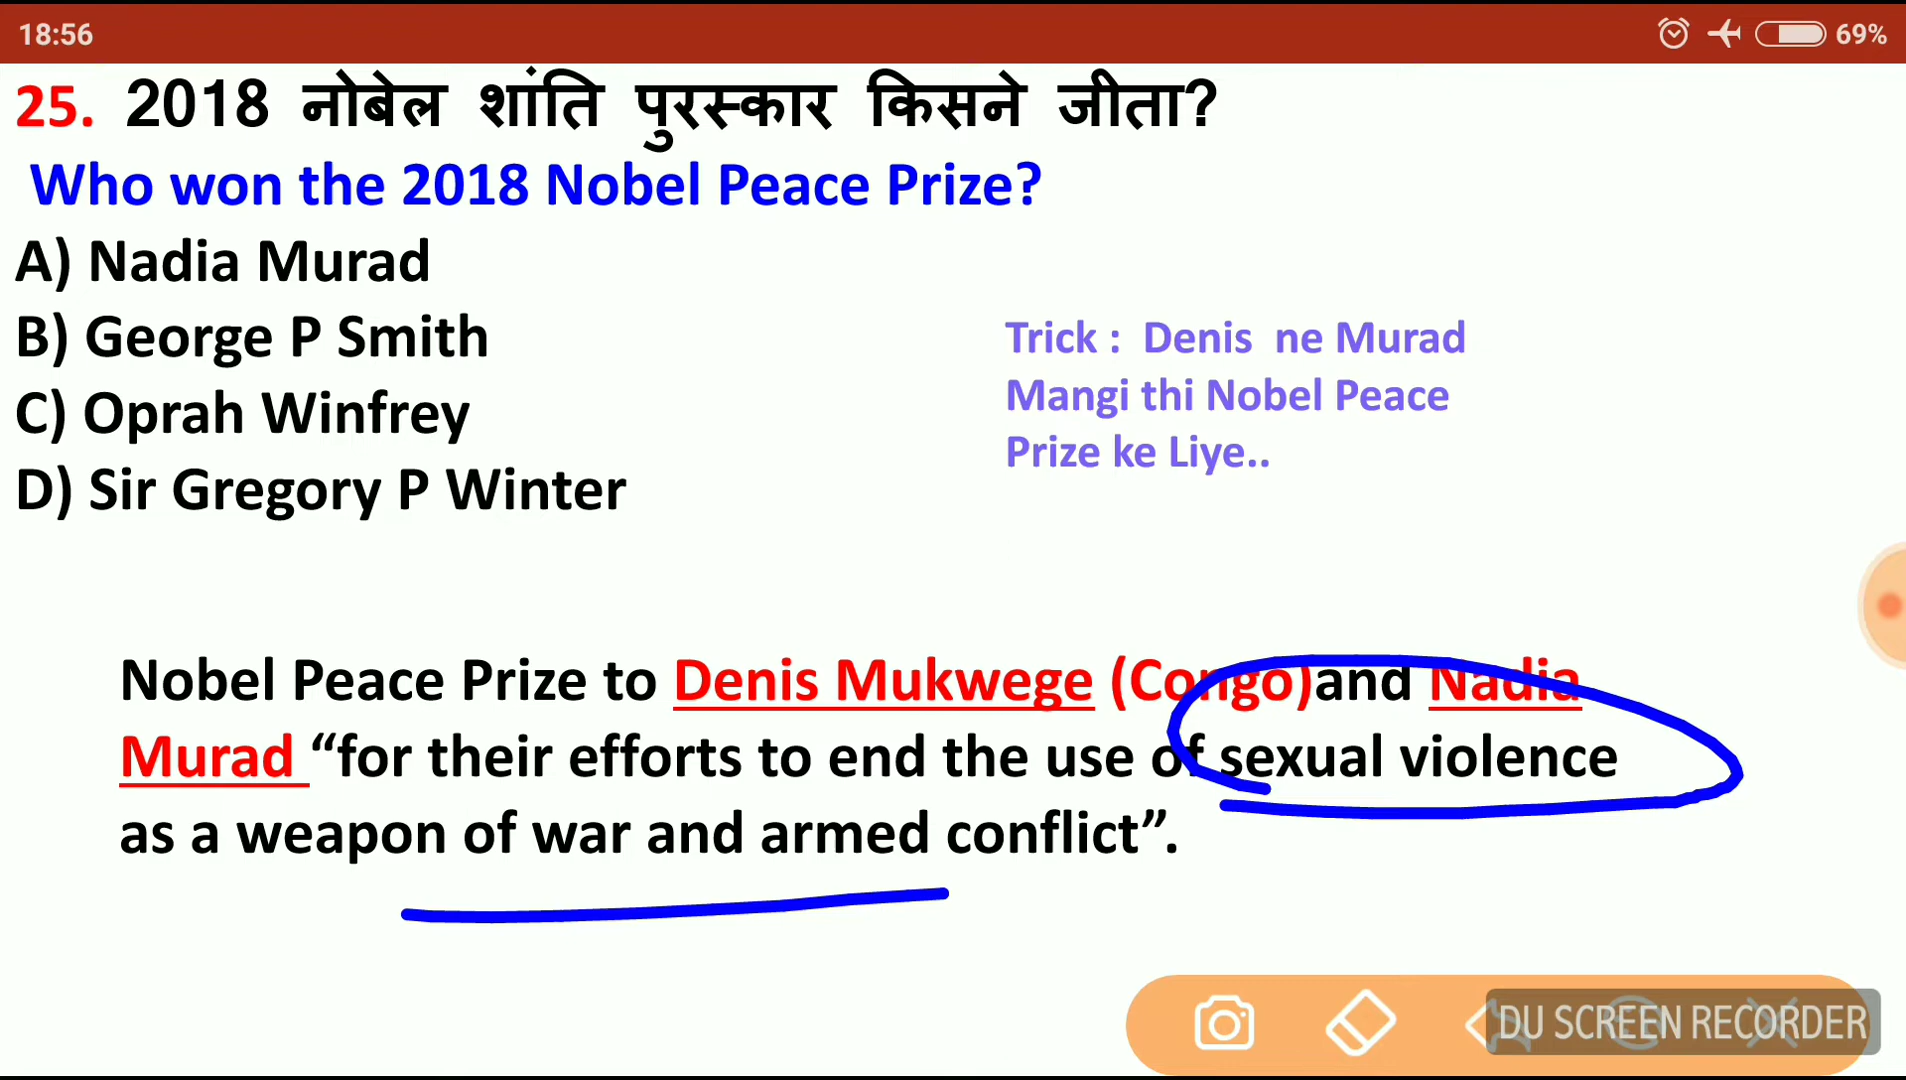 18:56
69%
25. 2018 नोबेल शांति पुरस्कार किसने जीता?
Who won the 2018 Nobel Peace Prize?
A) Nadia Murad
B) George P Smith
C) Oprah Winfrey
D) Sir Gregory P Winter
Trick : Denis ne Murad
Mangi thi Nobel Peace
Prize ke Liye..
Nobel Peace Prize to Denis Mukwege (Congo)and Nadia
Murad “for their efforts to end the use of sexual violence
as a weapon of war and armed conflict”.
DU SCREEN RECORDER